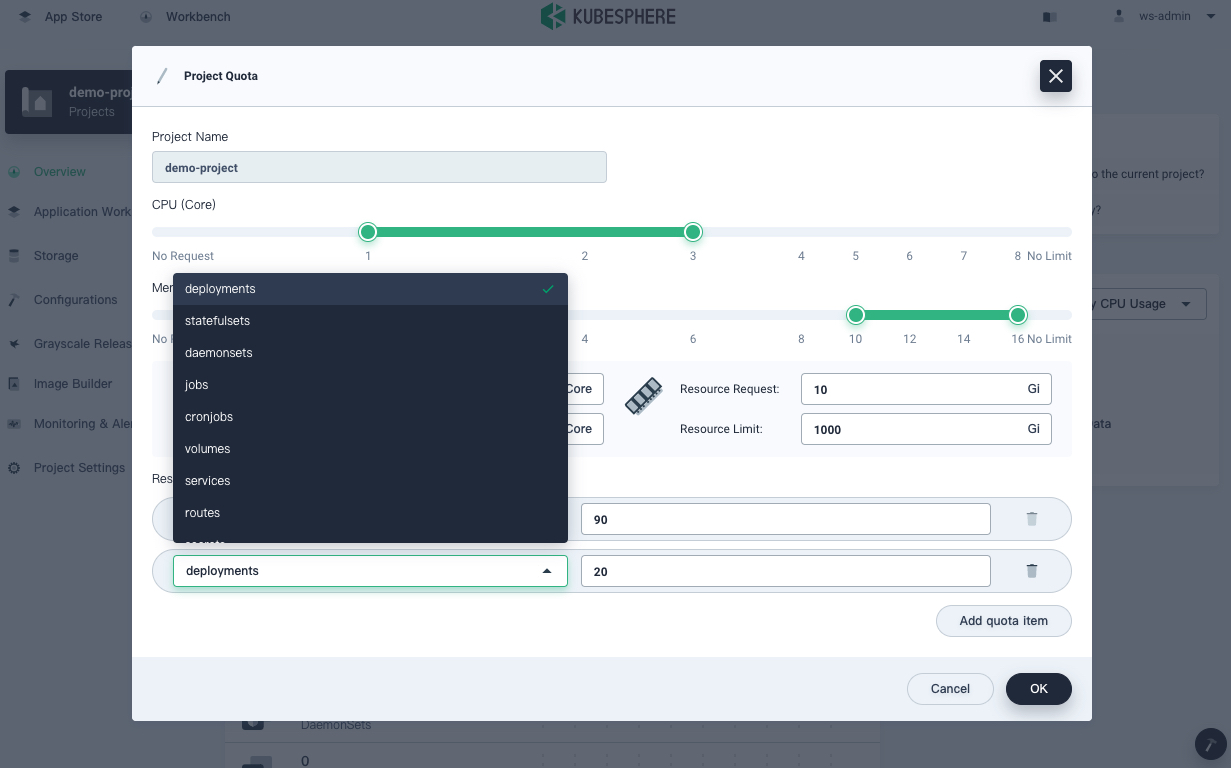 App Store
Workbench
KUBESPHERE
ws-admin
Project Quota
demo-proj
Projects
Overview
Application Work
Storage
Configurations
Grayscale Releas
Image Builder
Monitoring & Aler
Project Settings
Project Name
demo-project
CPU (Core)
No Request 1 2 3 4 5 6 7 8 No Limit
Mem
4 6 8 10 12 14 16 No Limit
deployments
statefulsets
daemonsets
jobs
cronjobs
volumes
services
routes
secrets
Core
Core
Resource Request: 10 Gi
Resource Limit: 1000 Gi
Res
90
deployments 20
Add quota item
Cancel
OK
o the current project?
y?
y CPU Usage
ata
DaemonSets
0